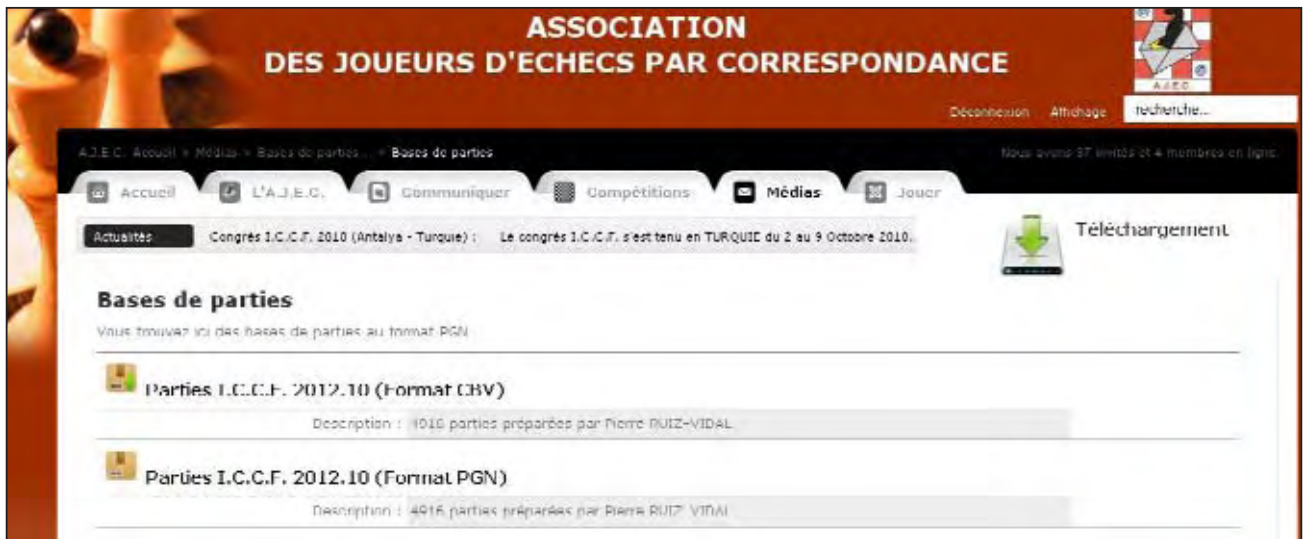 ASSOCIATION
DES JOUEURS D'ECHECS PAR CORRESPONDANCE
A.J.E.C.
Déconnexion Affichage recherche...
A.J.E.C. Accueil » Médias » Bases de parties... » Bases de parties
Nous avons 37 invités et 4 membres en ligne.
Accueil L'A.J.E.C. Communiquer Compétitions Médias Jouer
Actualités Congrés I.C.C.F. 2010 (Antalya - Turquie) : Le congrés I.C.C.F. s'est tenu en TURQUIE du 2 au 9 Octobre 2010.
Téléchargement
Bases de parties
Vous trouvez ici des bases de parties au format PGN
Parties I.C.C.F. 2012.10 (Format CBV)
Description : 4916 parties préparées par Pierre RUIZ-VIDAL
Parties I.C.C.F. 2012.10 (Format PGN)
Description : 4916 parties préparées par Pierre RUIZ-VIDAL